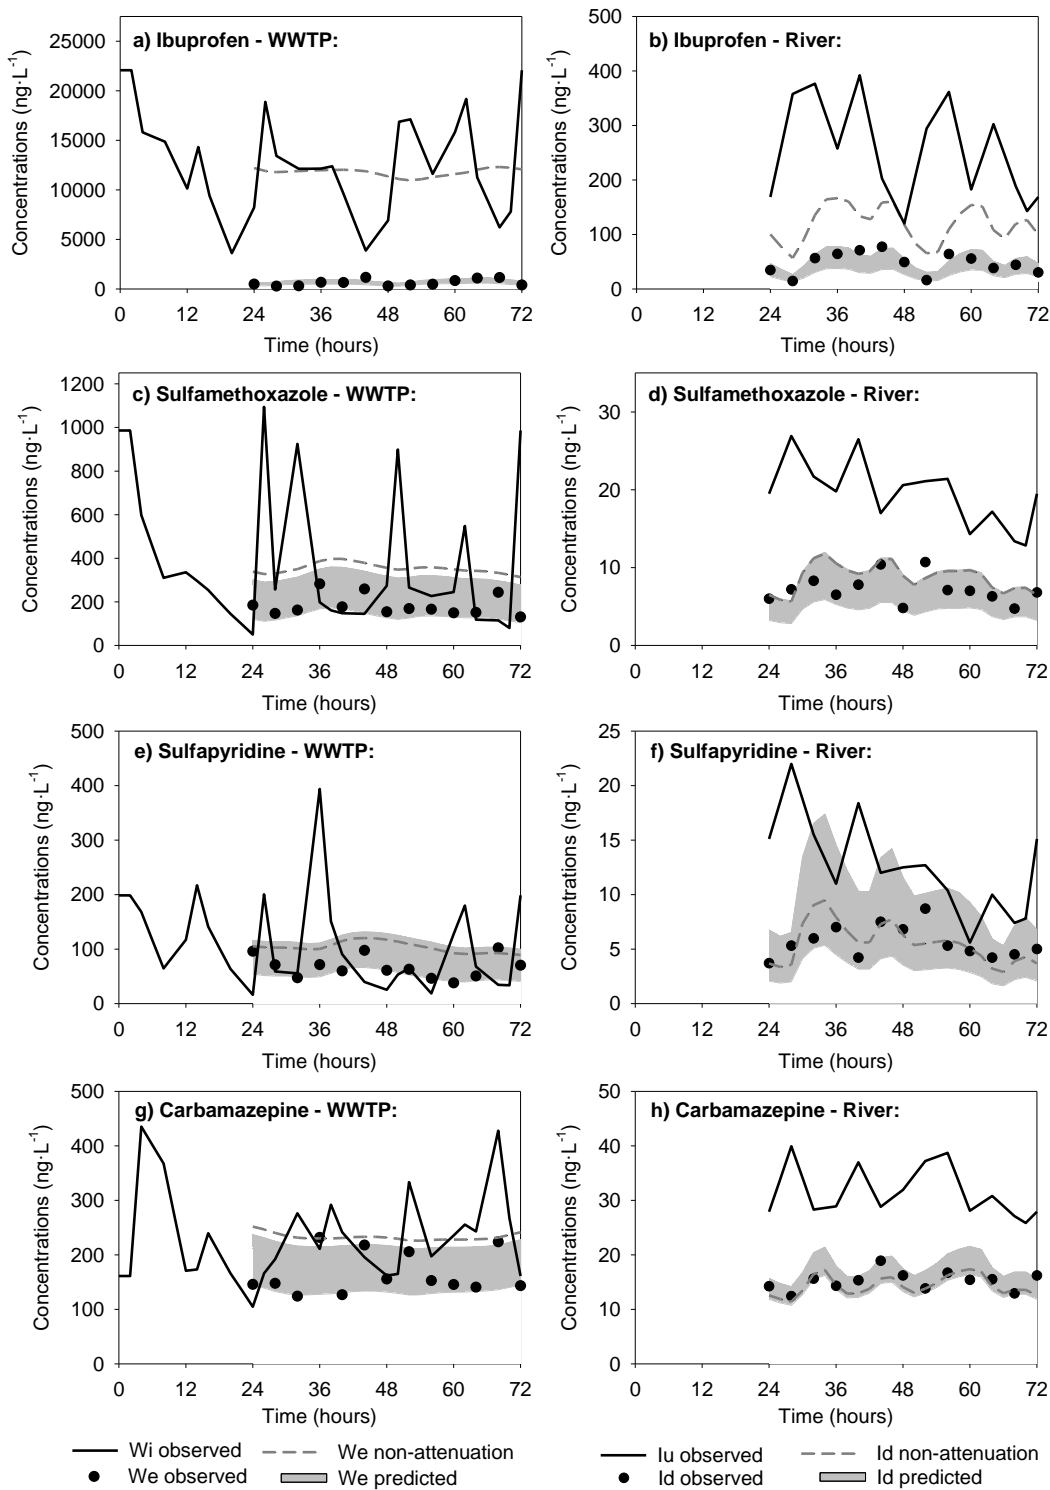 a) Ibuprofen - WWTP:
Concentrations (ng·L⁻¹)
25000
20000
15000
10000
5000
0
0 12 24 36 48 60 72
Time (hours)
b) Ibuprofen - River:
Concentrations (ng·L⁻¹)
500
400
300
200
100
0
0 12 24 36 48 60 72
Time (hours)
c) Sulfamethoxazole - WWTP:
Concentrations (ng·L⁻¹)
1200
1000
800
600
400
200
0
0 12 24 36 48 60 72
Time (hours)
d) Sulfamethoxazole - River:
Concentrations (ng·L⁻¹)
30
20
10
0
0 12 24 36 48 60 72
Time (hours)
e) Sulfapyridine - WWTP:
Concentrations (ng·L⁻¹)
500
400
300
200
100
0
0 12 24 36 48 60 72
Time (hours)
f) Sulfapyridine - River:
Concentrations (ng·L⁻¹)
25
20
15
10
5
0
0 12 24 36 48 60 72
Time (hours)
g) Carbamazepine - WWTP:
Concentrations (ng·L⁻¹)
500
400
300
200
100
0
0 12 24 36 48 60 72
Time (hours)
h) Carbamazepine - River:
Concentrations (ng·L⁻¹)
50
40
30
20
10
0
0 12 24 36 48 60 72
Time (hours)
Wi observed We non-attenuation
We observed We predicted
Iu observed Id non-attenuation
Id observed Id predicted